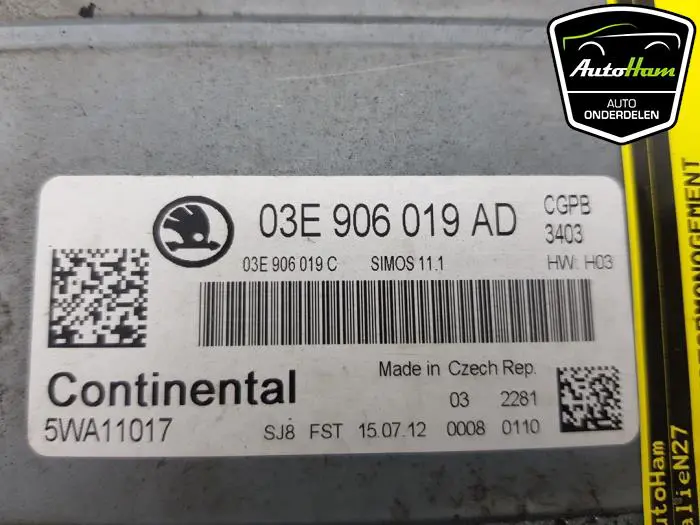 AutoHam
AUTO
ONDERDELEN
03E 906 019 AD
CGPB
3403
03E 906 019 C
SIMOS 11.1
HW: H03
Continental
5WA11017
Made in Czech Rep.
03 2281
SJ8 FST 15.07.12 0008 0110